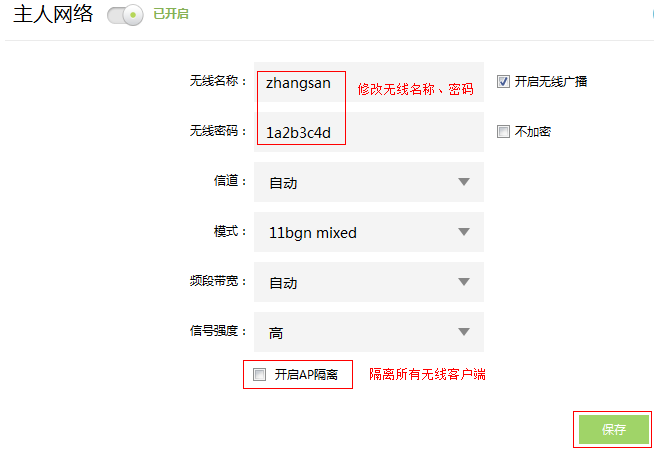 主人网络 已开启
无线名称： zhangsan 修改无线名称、密码 开启无线广播
无线密码： 1a2b3c4d 不加密
信道： 自动
模式： 11bgn mixed
频段带宽： 自动
信号强度： 高
开启AP隔离 隔离所有无线客户端
保存